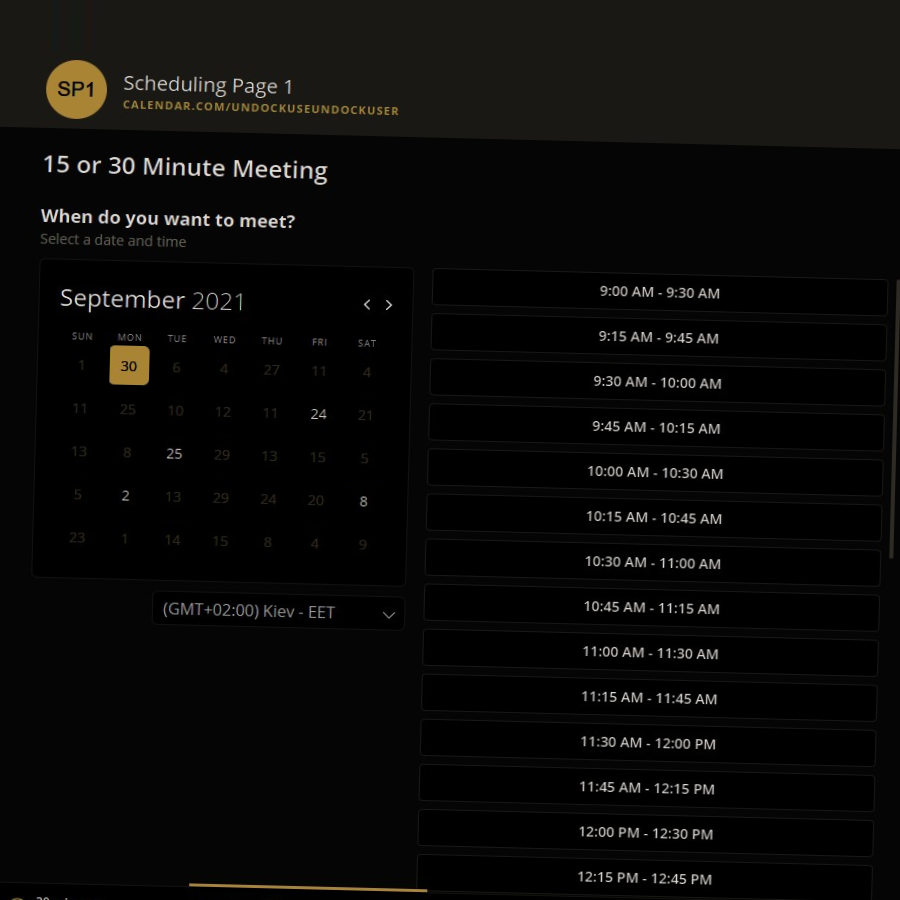 SP1
Scheduling Page 1
CALENDAR.COM/UNDOCKUSEUNDOCKUSER
15 or 30 Minute Meeting
When do you want to meet?
Select a date and time
September 2021
SUN MON TUE WED THU FRI SAT
1 30 6 4 27 11 4
11 25 10 12 11 24 21
13 8 25 29 13 15 5
5 2 13 29 24 20 8
23 1 14 15 8 4 9
(GMT+02:00) Kiev - EET
9:00 AM - 9:30 AM
9:15 AM - 9:45 AM
9:30 AM - 10:00 AM
9:45 AM - 10:15 AM
10:00 AM - 10:30 AM
10:15 AM - 10:45 AM
10:30 AM - 11:00 AM
10:45 AM - 11:15 AM
11:00 AM - 11:30 AM
11:15 AM - 11:45 AM
11:30 AM - 12:00 PM
11:45 AM - 12:15 PM
12:00 PM - 12:30 PM
12:15 PM - 12:45 PM